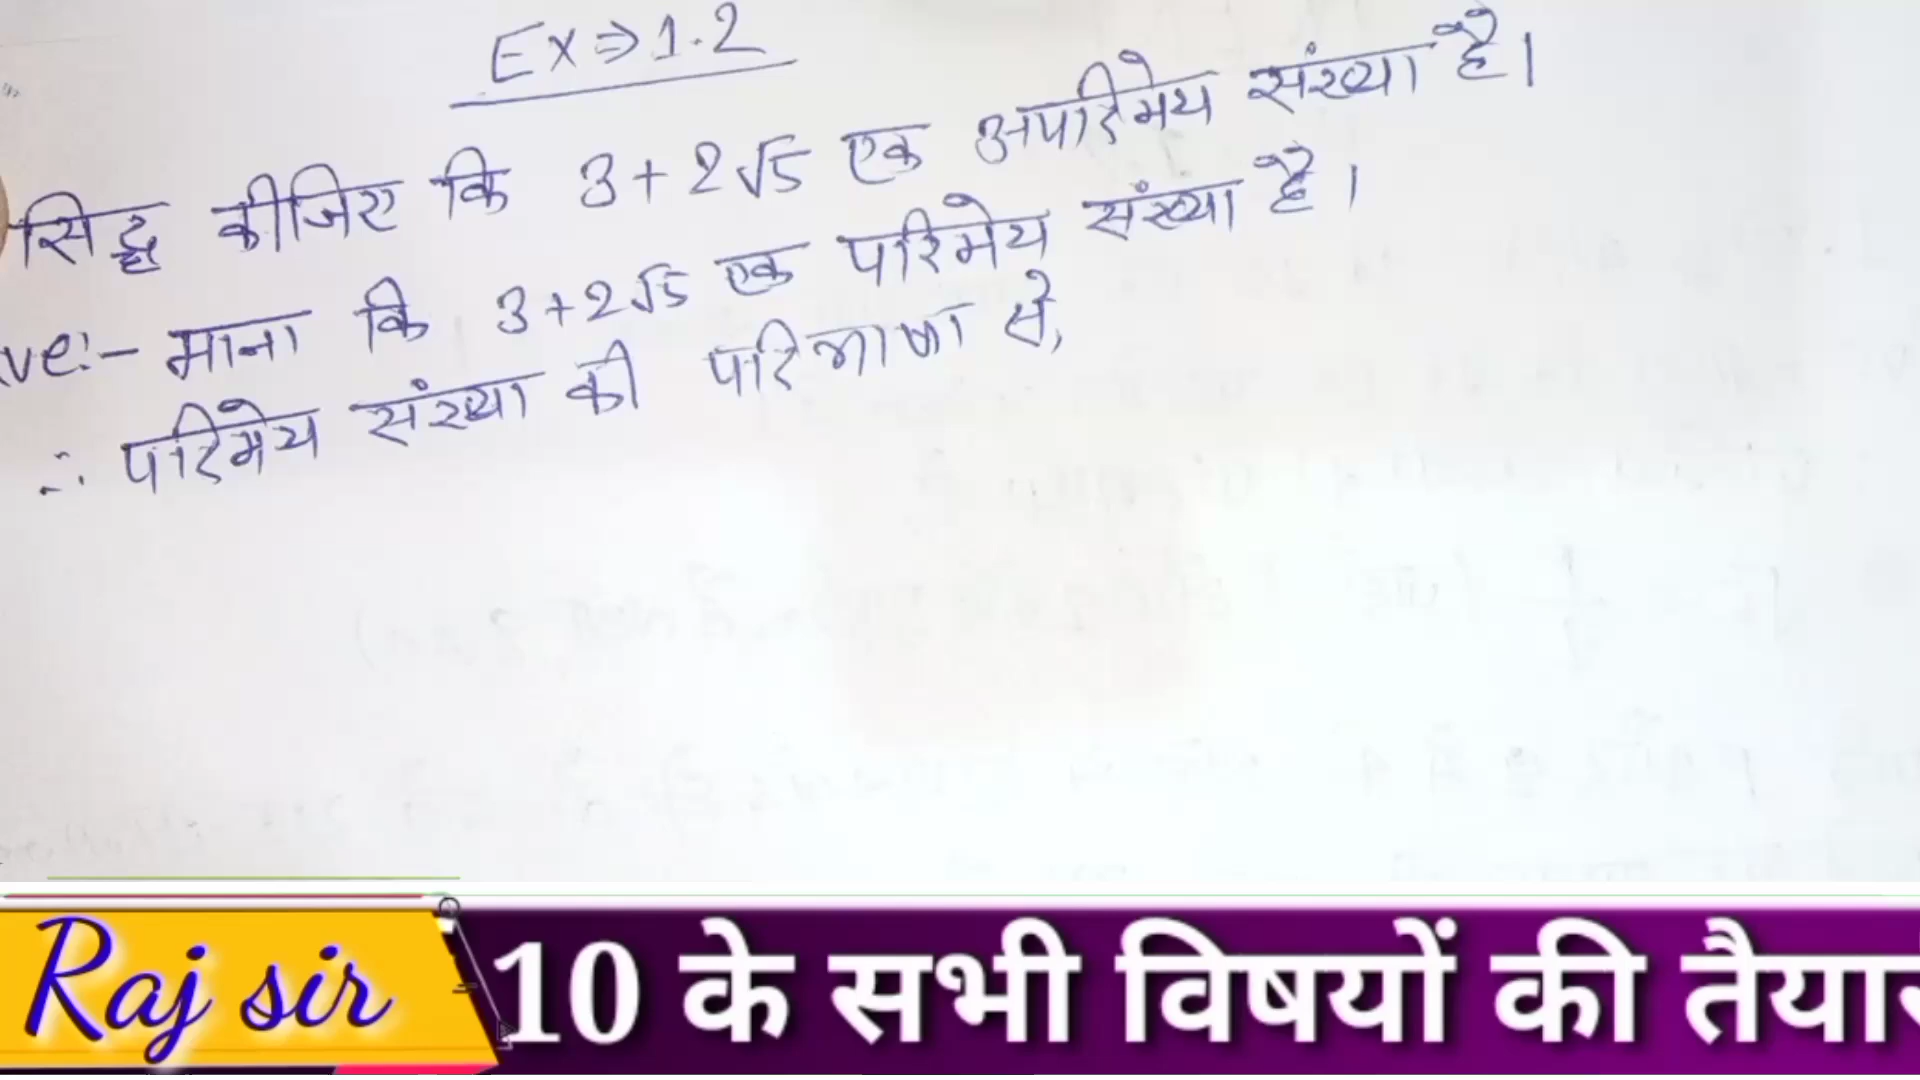 Ex⇒1.2
सिद्ध कीजिए कि 3+2√5 एक अपरिमेय संख्या है।
ve:- माना कि 3+2√5 एक परिमेय संख्या है।
∴ परिमेय संख्या की परिभाषा से,
Raj sir
10 के सभी विषयों की तैयार